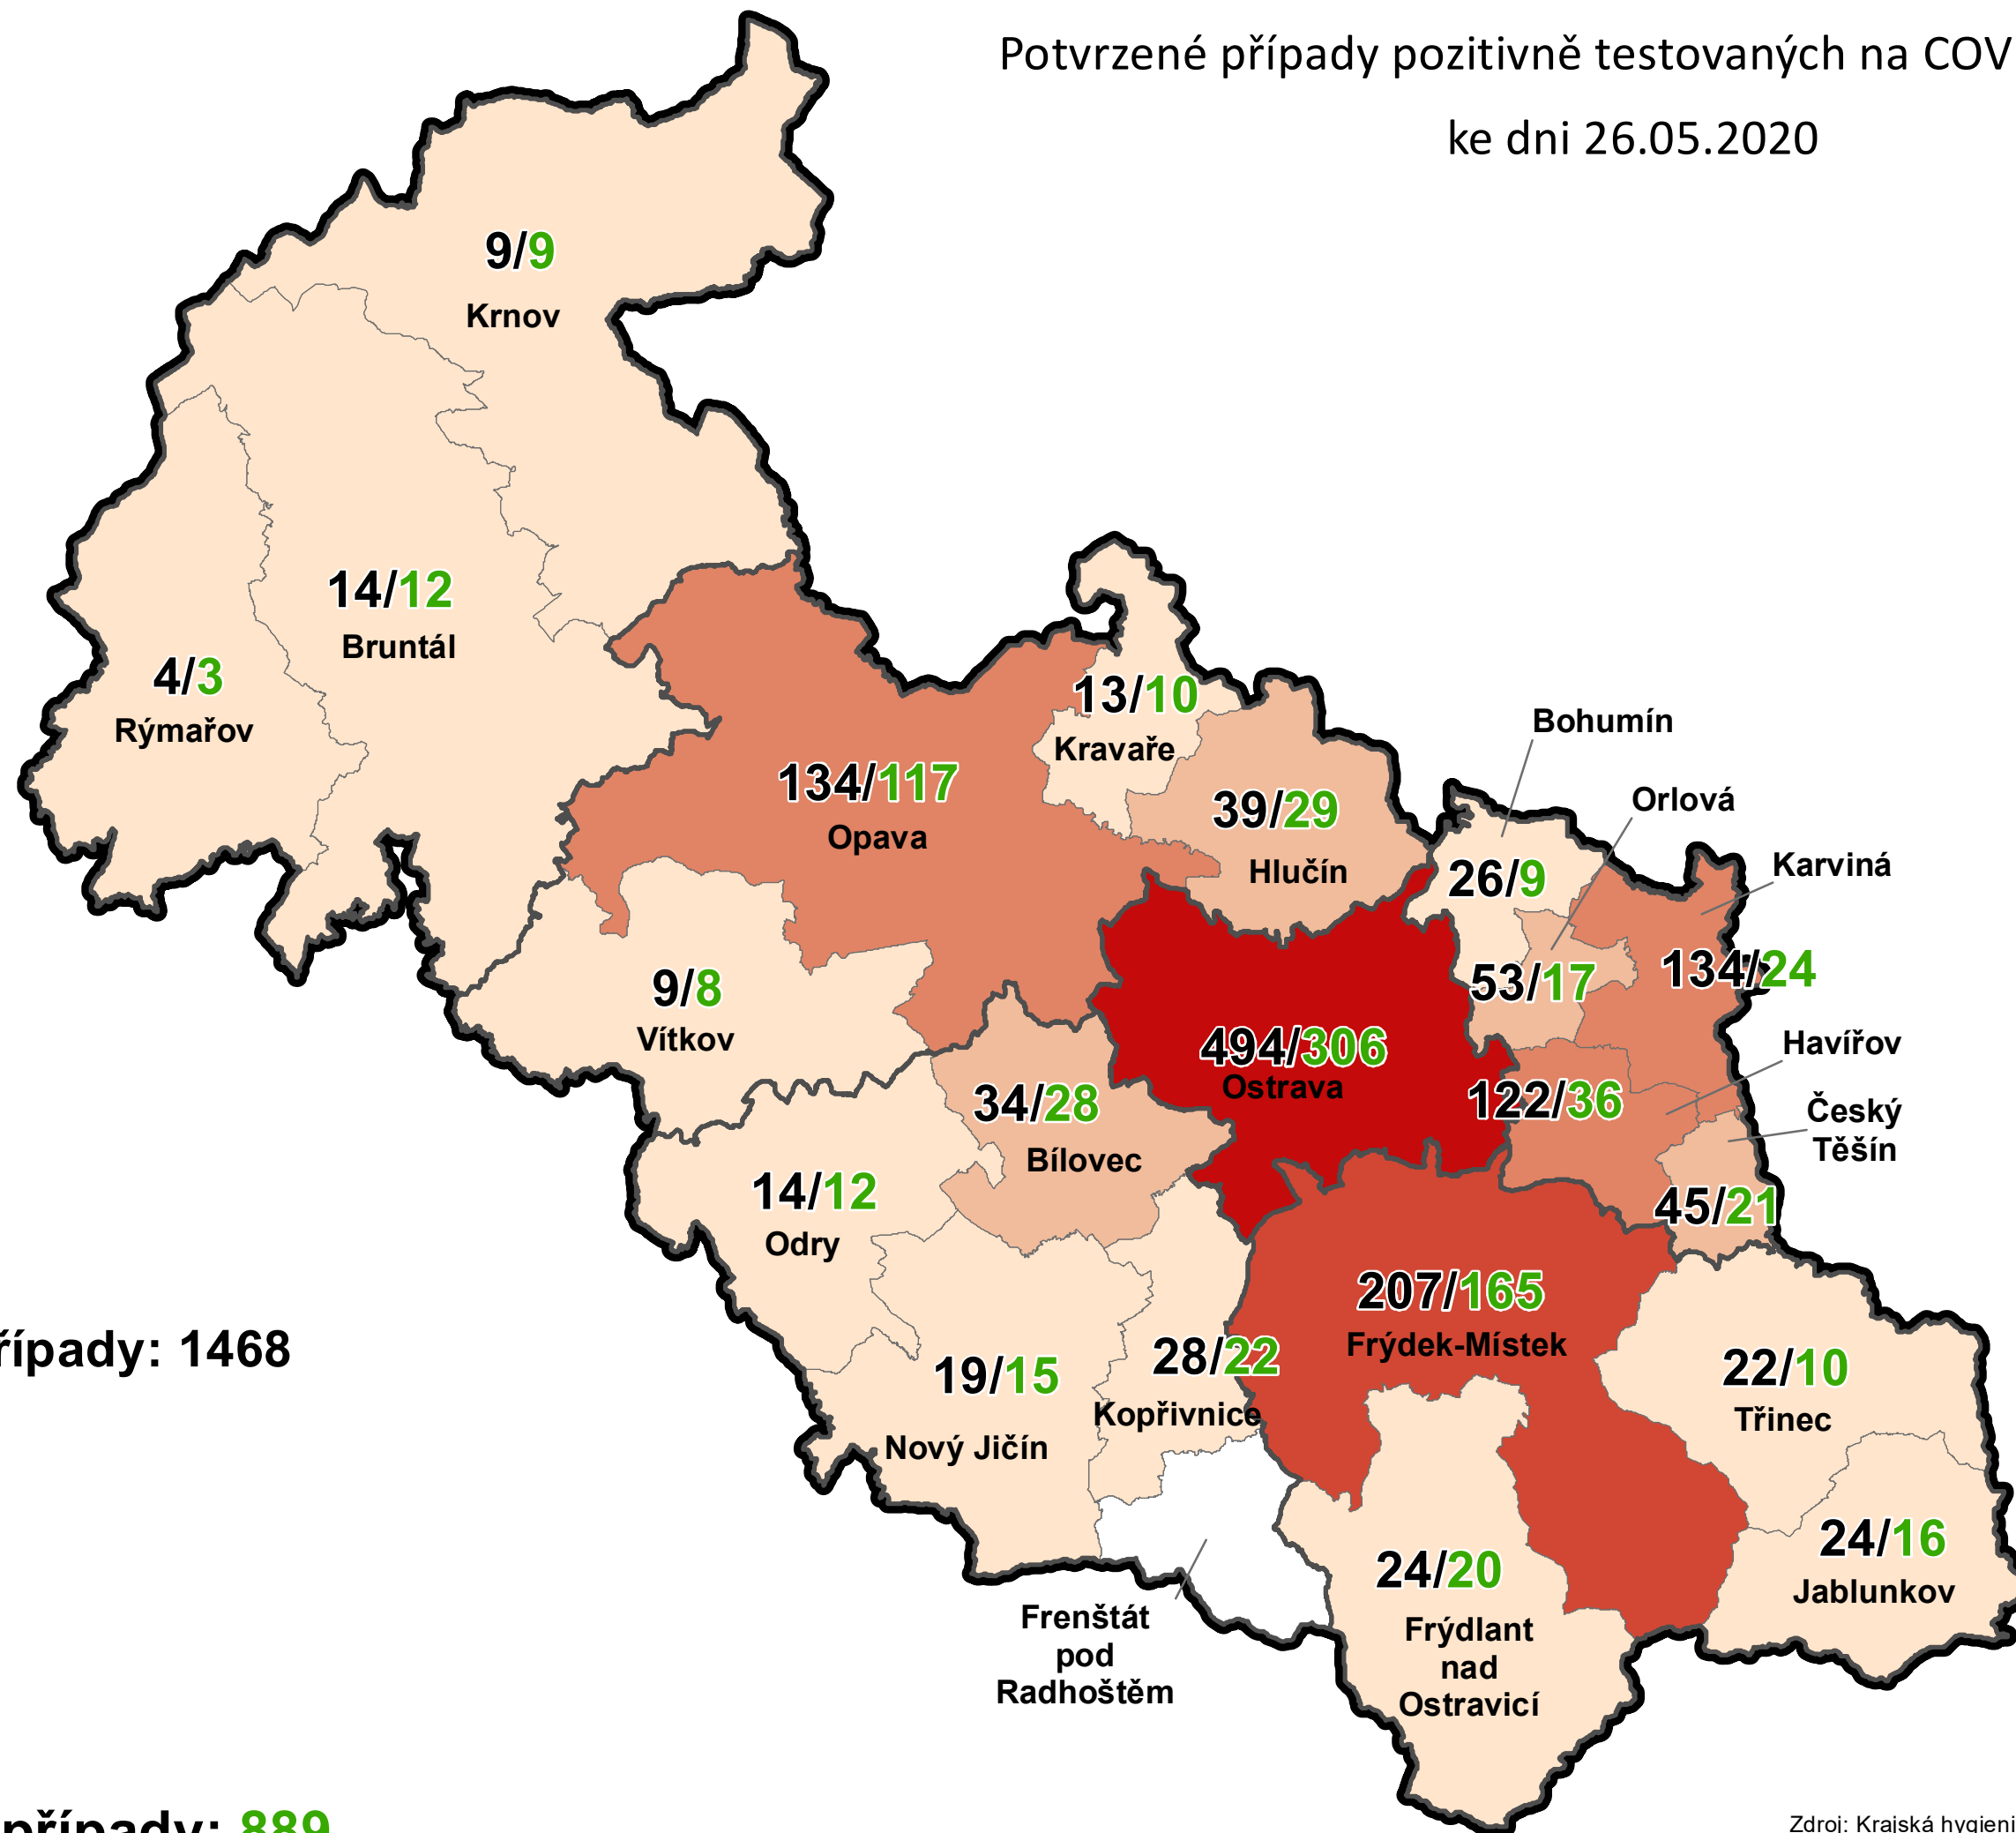 Potvrzené případy pozitivně testovaných na COV
ke dni 26.05.2020
9/9
Krnov
14/12
Bruntál
4/3
Rýmařov
13/10
Kravaře
Bohumín
134/117
Opava
39/29
Hlučín
Orlová
26/9
Karviná
53/17
134/24
9/8
Vítkov
494/306
Ostrava
Havířov
34/28
Bílovec
122/36
Český
Těšín
14/12
Odry
45/21
207/165
Frýdek-Místek
řípady: 1468
19/15
Nový Jičín
28/22
Kopřivnice
22/10
Třinec
24/16
Jablunkov
24/20
Frýdlant
nad
Ostravicí
Frenštát
pod
Radhoštěm
případy: 889
Zdroj: Krajská hygieni